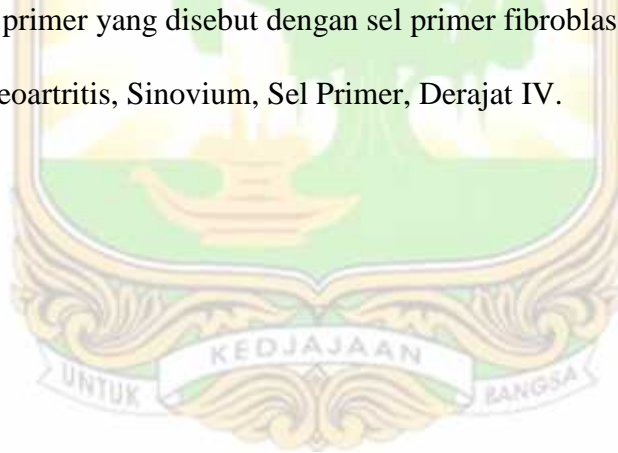 primer yang disebut dengan sel primer fibroblas
eoartritis, Sinovium, Sel Primer, Derajat IV.
UNTUK KEDJAJAAN BANGSA